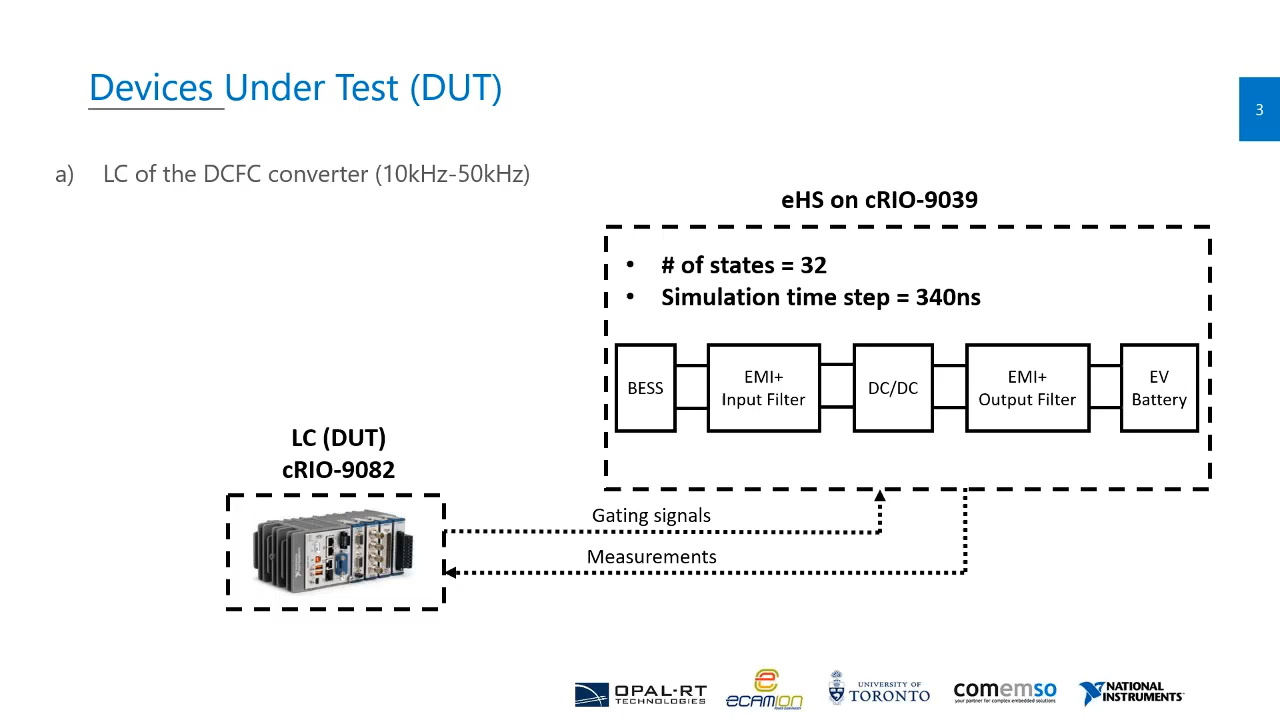 Devices Under Test (DUT)
3
a) LC of the DCFC converter (10kHz-50kHz)
eHS on cRIO-9039
• # of states = 32
• Simulation time step = 340ns
BESS
EMI+
Input Filter
DC/DC
EMI+
Output Filter
EV
Battery
LC (DUT)
cRIO-9082
Gating signals
Measurements
OPAL-RT
TECHNOLOGIES
ecamion
UNIVERSITY OF
TORONTO
comemso
your partner for complex embedded solutions
NATIONAL
INSTRUMENTS